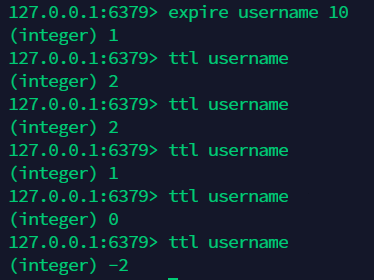 127.0.0.1:6379> expire username 10
(integer) 1
127.0.0.1:6379> ttl username
(integer) 2
127.0.0.1:6379> ttl username
(integer) 2
127.0.0.1:6379> ttl username
(integer) 1
127.0.0.1:6379> ttl username
(integer) 0
127.0.0.1:6379> ttl username
(integer) -2